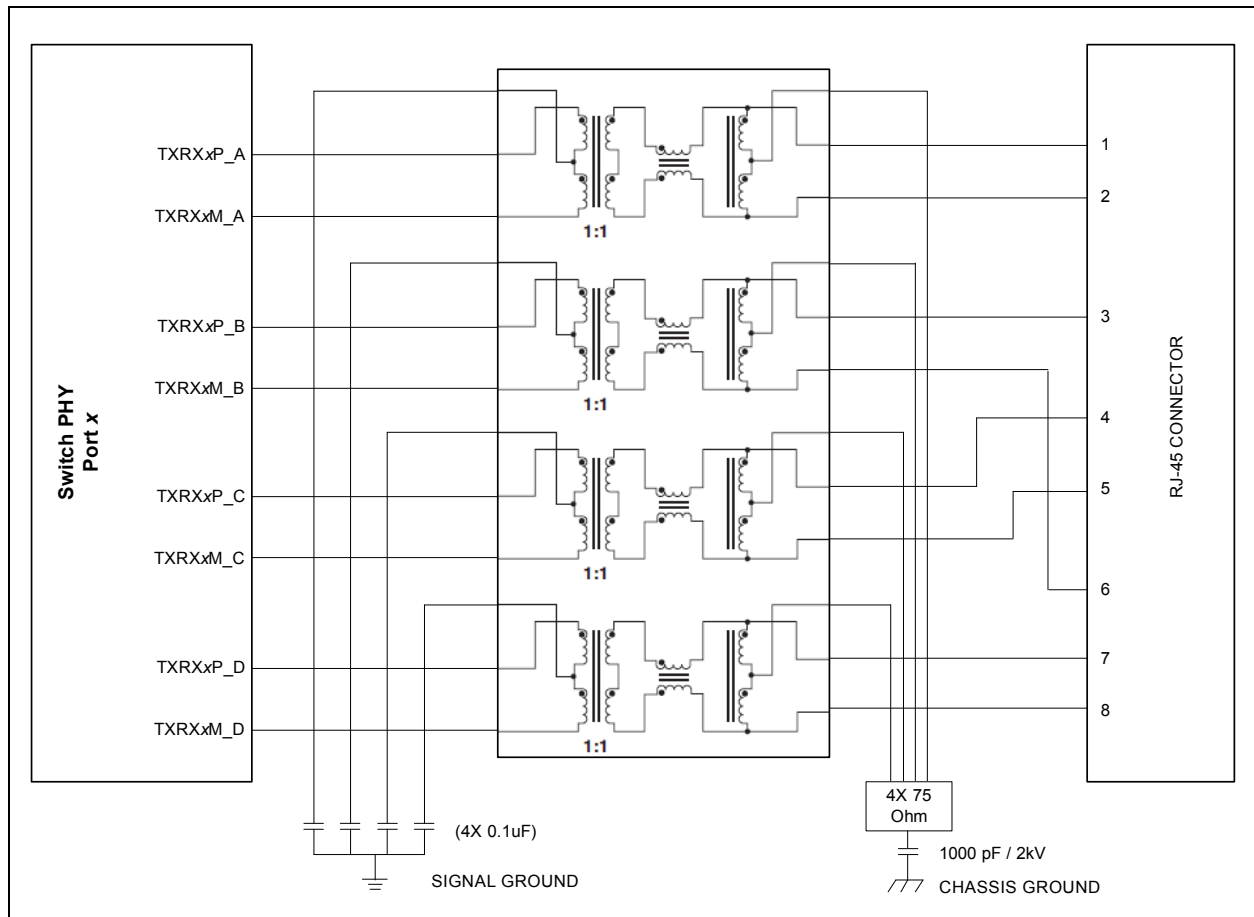 TXRXxP_A
TXRXxM_A
1:1
1
2
TXRXxP_B
TXRXxM_B
1:1
3
Switch PHY
Port x
4
RJ-45 CONNECTOR
TXRXxP_C
TXRXxM_C
1:1
5
6
TXRXxP_D
TXRXxM_D
1:1
7
8
4X 75
Ohm
(4X 0.1uF)
1000 pF / 2kV
SIGNAL GROUND
CHASSIS GROUND